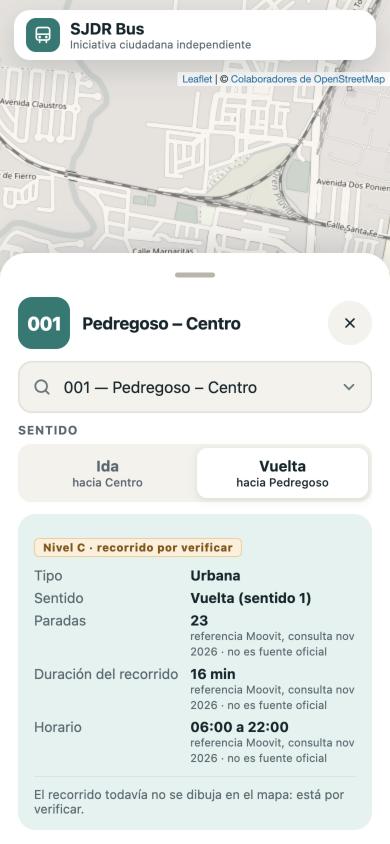 SJDR Bus
Iniciativa ciudadana independiente
Leaflet | © Colaboradores de OpenStreetMap
Avenida Claustros
de Fierro
Avenida Dos Ponien
Calle Santa Fe
Calle Margaritas
001
Pedregoso – Centro
001 — Pedregoso – Centro
SENTIDO
Ida
hacia Centro
Vuelta
hacia Pedregoso
Nivel C · recorrido por verificar
Tipo Urbana
Sentido Vuelta (sentido 1)
Paradas 23
referencia Moovit, consulta nov
2026 · no es fuente oficial
Duración del recorrido 16 min
referencia Moovit, consulta nov
2026 · no es fuente oficial
Horario 06:00 a 22:00
referencia Moovit, consulta nov
2026 · no es fuente oficial
El recorrido todavía no se dibuja en el mapa: está por
verificar.